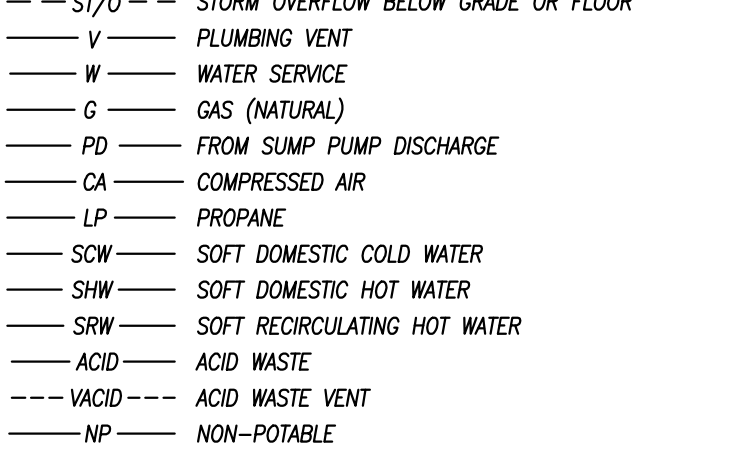 ST/O STORM OVERFLOW BELOW GRADE OR FLOOR
V PLUMBING VENT
W WATER SERVICE
G GAS (NATURAL)
PD FROM SUMP PUMP DISCHARGE
CA COMPRESSED AIR
LP PROPANE
SCW SOFT DOMESTIC COLD WATER
SHW SOFT DOMESTIC HOT WATER
SRW SOFT RECIRCULATING HOT WATER
ACID ACID WASTE
VACID ACID WASTE VENT
NP NON-POTABLE